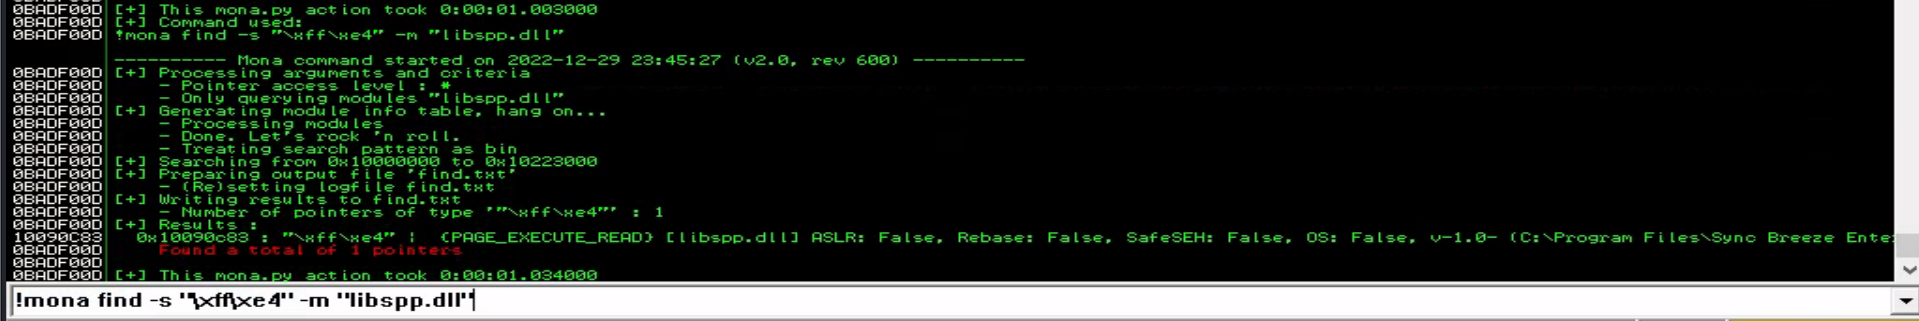 0BADF00D [+] This mona.py action took 0:00:01.003000
0BADF00D [+] Command used:
0BADF00D !mona find -s "\xff\xe4" -m "libspp.dll"
---------- Mona command started on 2022-12-29 23:45:27 (v2.0, rev 600) ----------
0BADF00D [+] Processing arguments and criteria
0BADF00D - Pointer access level : *
0BADF00D - Only querying modules "libspp.dll"
0BADF00D [+] Generating module info table, hang on...
0BADF00D - Processing modules
0BADF00D - Done. Let's rock 'n roll.
0BADF00D - Treating search pattern as bin
0BADF00D [+] Searching from 0x10000000 to 0x10223000
0BADF00D [+] Preparing output file 'find.txt'
0BADF00D - (Re)setting logfile find.txt
0BADF00D [+] Writing results to find.txt
0BADF00D - Number of pointers of type '"\xff\xe4"' : 1
0BADF00D [+] Results :
10090C83 0x10090c83 : "\xff\xe4" | {PAGE_EXECUTE_READ} [libspp.dll] ASLR: False, Rebase: False, SafeSEH: False, OS: False, v-1.0- (C:\Program Files\Sync Breeze Enter
0BADF00D Found a total of 1 pointers
0BADF00D
0BADF00D [+] This mona.py action took 0:00:01.034000
!mona find -s "\xff\xe4" -m "libspp.dll"